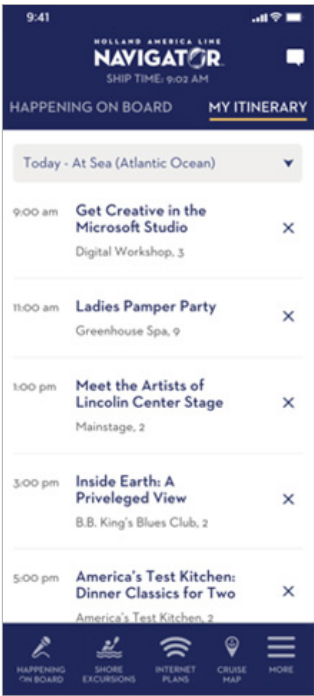 9:41
HOLLAND AMERICA LINE
NAVIGATOR
SHIP TIME: 9:02 AM
HAPPENING ON BOARD MY ITINERARY
Today - At Sea (Atlantic Ocean)
9:00 am Get Creative in the
Microsoft Studio
Digital Workshop, 3
11:00 am Ladies Pamper Party
Greenhouse Spa, 9
1:00 pm Meet the Artists of
Lincolin Center Stage
Mainstage, 2
3:00 pm Inside Earth: A
Priveleged View
B.B. King's Blues Club, 2
5:00 pm America's Test Kitchen:
Dinner Classics for Two
America's Test Kitchen, 2
HAPPENING SHORE INTERNET CRUISE MORE
ON BOARD EXCURSIONS PLANS MAP